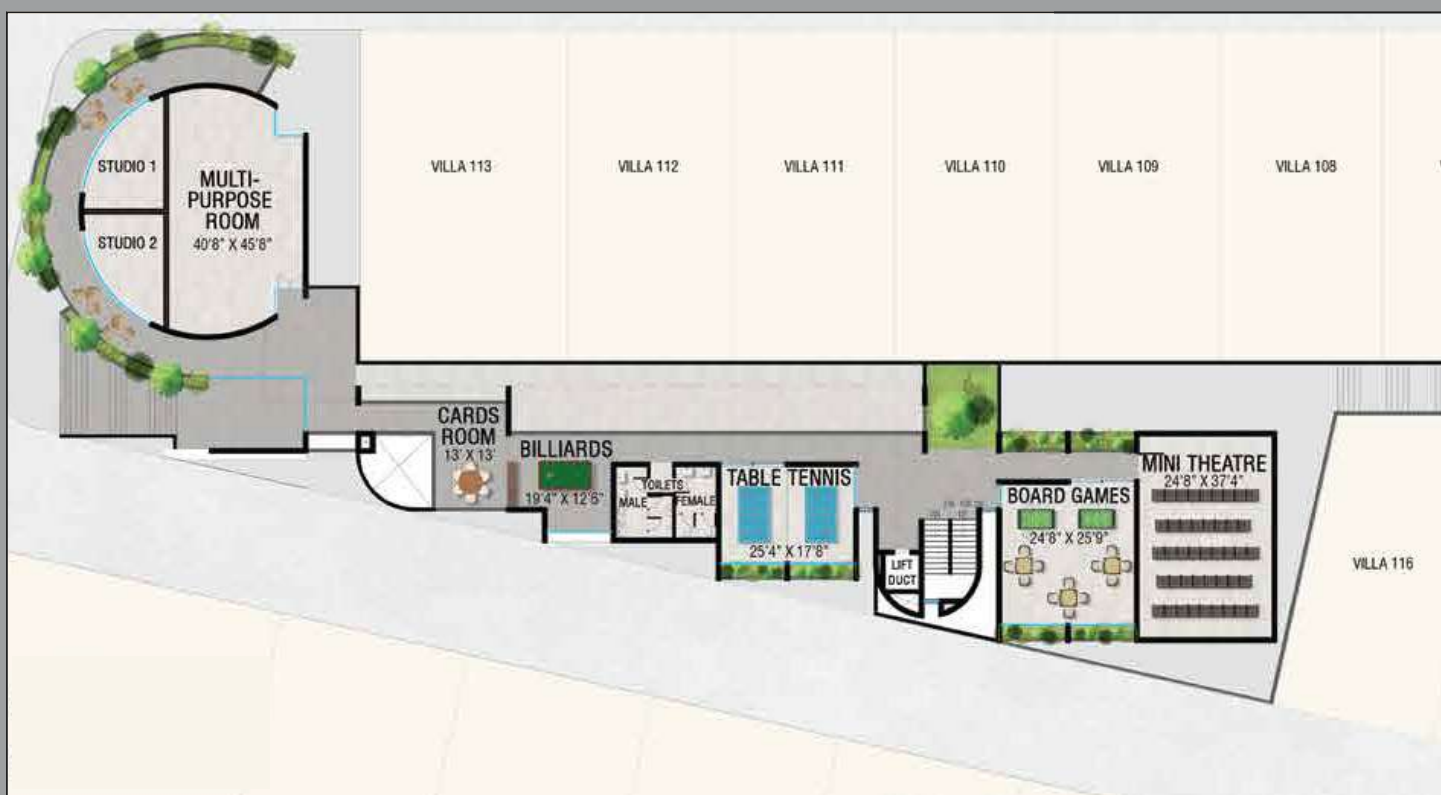 STUDIO 1
STUDIO 2
MULTI-
PURPOSE
ROOM
40'8" X 45'8"
VILLA 113
VILLA 112
VILLA 111
VILLA 110
VILLA 109
VILLA 108
CARDS
ROOM
13' X 13'
BILLIARDS
19'4" X 12'6"
TOILETS
MALE
FEMALE
TABLE TENNIS
25'4" X 17'8"
LIFT
DUCT
BOARD GAMES
24'8" X 25'9"
MINI THEATRE
24'8" X 37'4"
VILLA 116